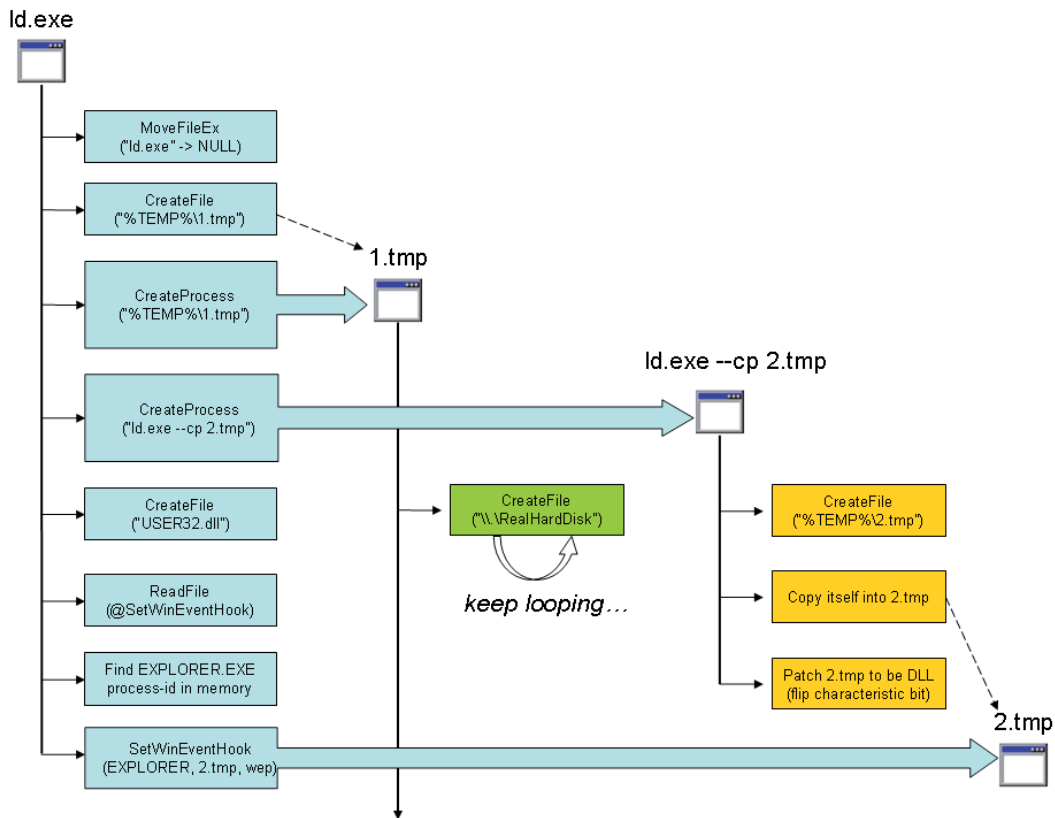 ld.exe
MoveFileEx
("ld.exe" -> NULL)
CreateFile
("%TEMP%\1.tmp")
1.tmp
CreateProcess
("%TEMP%\1.tmp")
ld.exe --cp 2.tmp
CreateProcess
("ld.exe --cp 2.tmp")
CreateFile
("USER32.dll")
CreateFile
("\\.\RealHardDisk")
keep looping...
CreateFile
("%TEMP%\2.tmp")
ReadFile
(@SetWinEventHook)
Copy itself into 2.tmp
Find EXPLORER.EXE
process-id in memory
Patch 2.tmp to be DLL
(flip characteristic bit)
2.tmp
SetWinEventHook
(EXPLORER, 2.tmp, wep)